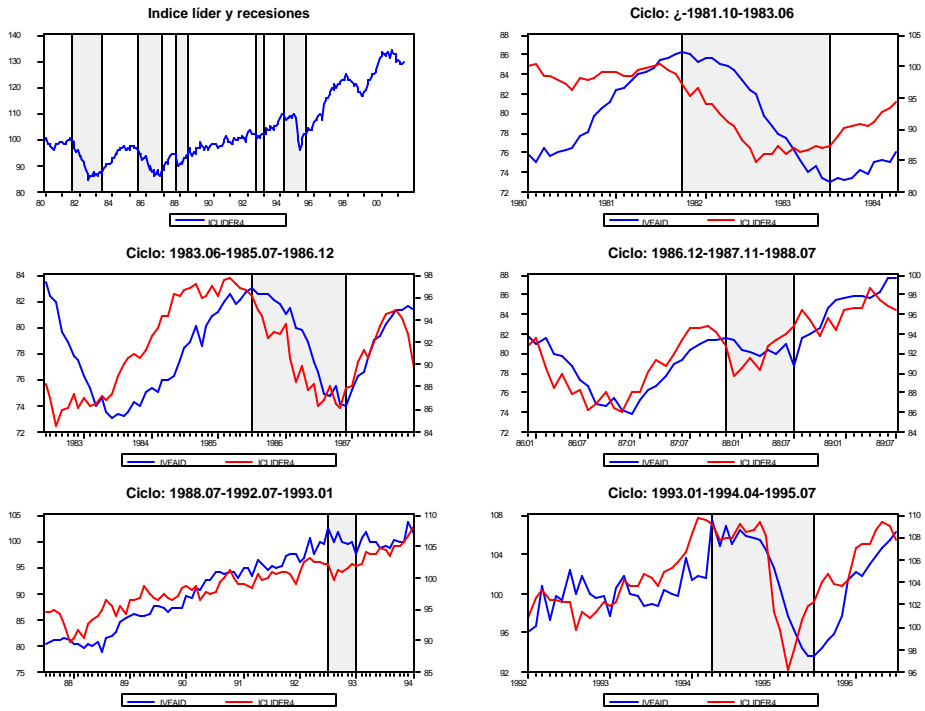 Indice líder y recesiones
140
130
120
110
100
90
80
80 82 84 86 88 90 92 94 96 98 00
ICLIDER4
Ciclo: ¿-1981.10-1983.06
88 105
86
84 100
82
80 95
78 90
76
74 85
72 80
1980 1981 1982 1983 1984
IVFAID ICLIDER4
Ciclo: 1983.06-1985.07-1986.12
84 98
82 96
94
80 92
78 90
76 88
74 86
72 84
1983 1984 1985 1986 1987
IVFAID ICLIDER4
Ciclo: 1986.12-1987.11-1988.07
88 100
86 98
84 96
82 94
80 92
78 90
76 88
74 86
72 84
86:01 86:07 87:01 87:07 88:01 88:07 89:01 89:07
IVFAID ICLIDER4
Ciclo: 1988.07-1992.07-1993.01
105 110
100 105
95
90 100
85 95
80 90
75 85
88 90 91 92 93 94
IVFAID ICLIDER4
Ciclo: 1993.01-1994.04-1995.07
108 110
108
104 106
104
100 102
100
96 98
92 96
1992 1993 1994 1995 1996
IVFAID ICLIDER4